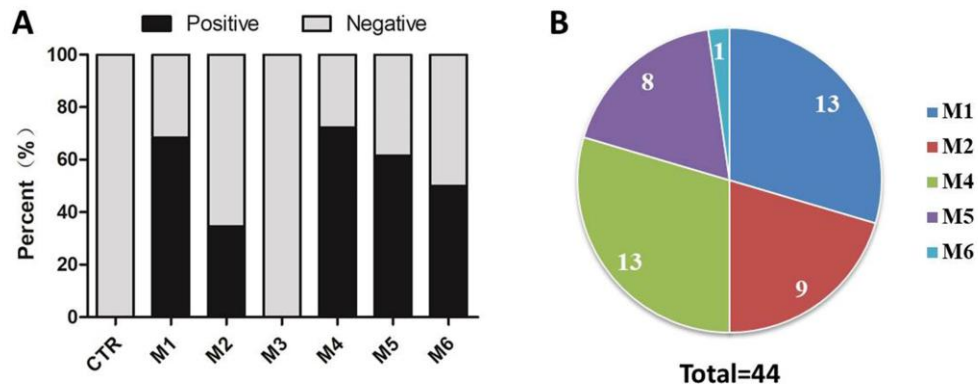 A
Positive
Negative
Percent (%)
100
80
60
40
20
0
CTR
M1
M2
M3
M4
M5
M6
B
13
9
13
8
1
M1
M2
M4
M5
M6
Total=44